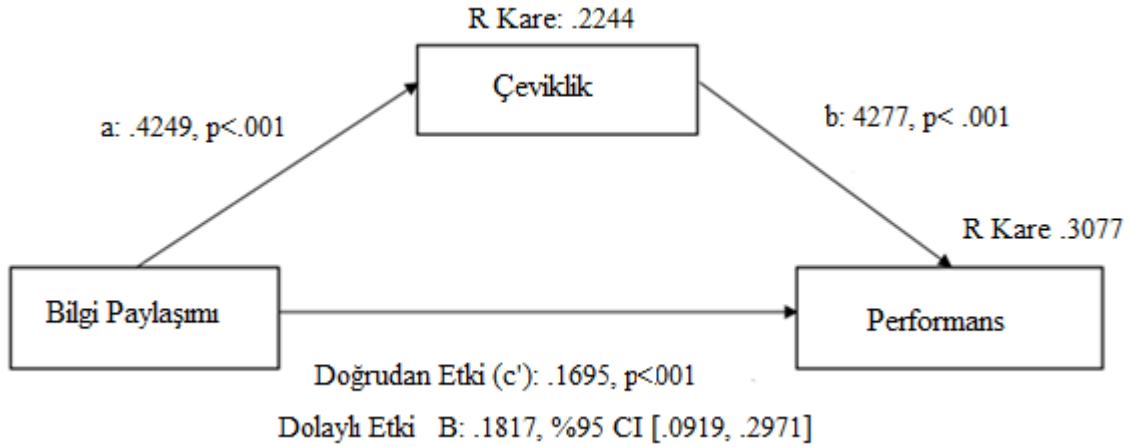 R Kare: .2244
Çeviklik
a: .4249, p<.001
b: 4277, p< .001
R Kare .3077
Bilgi Paylaşımı
Performans
Doğrudan Etki (c'): .1695, p<001
Dolaylı Etki B: .1817, %95 CI [.0919, .2971]